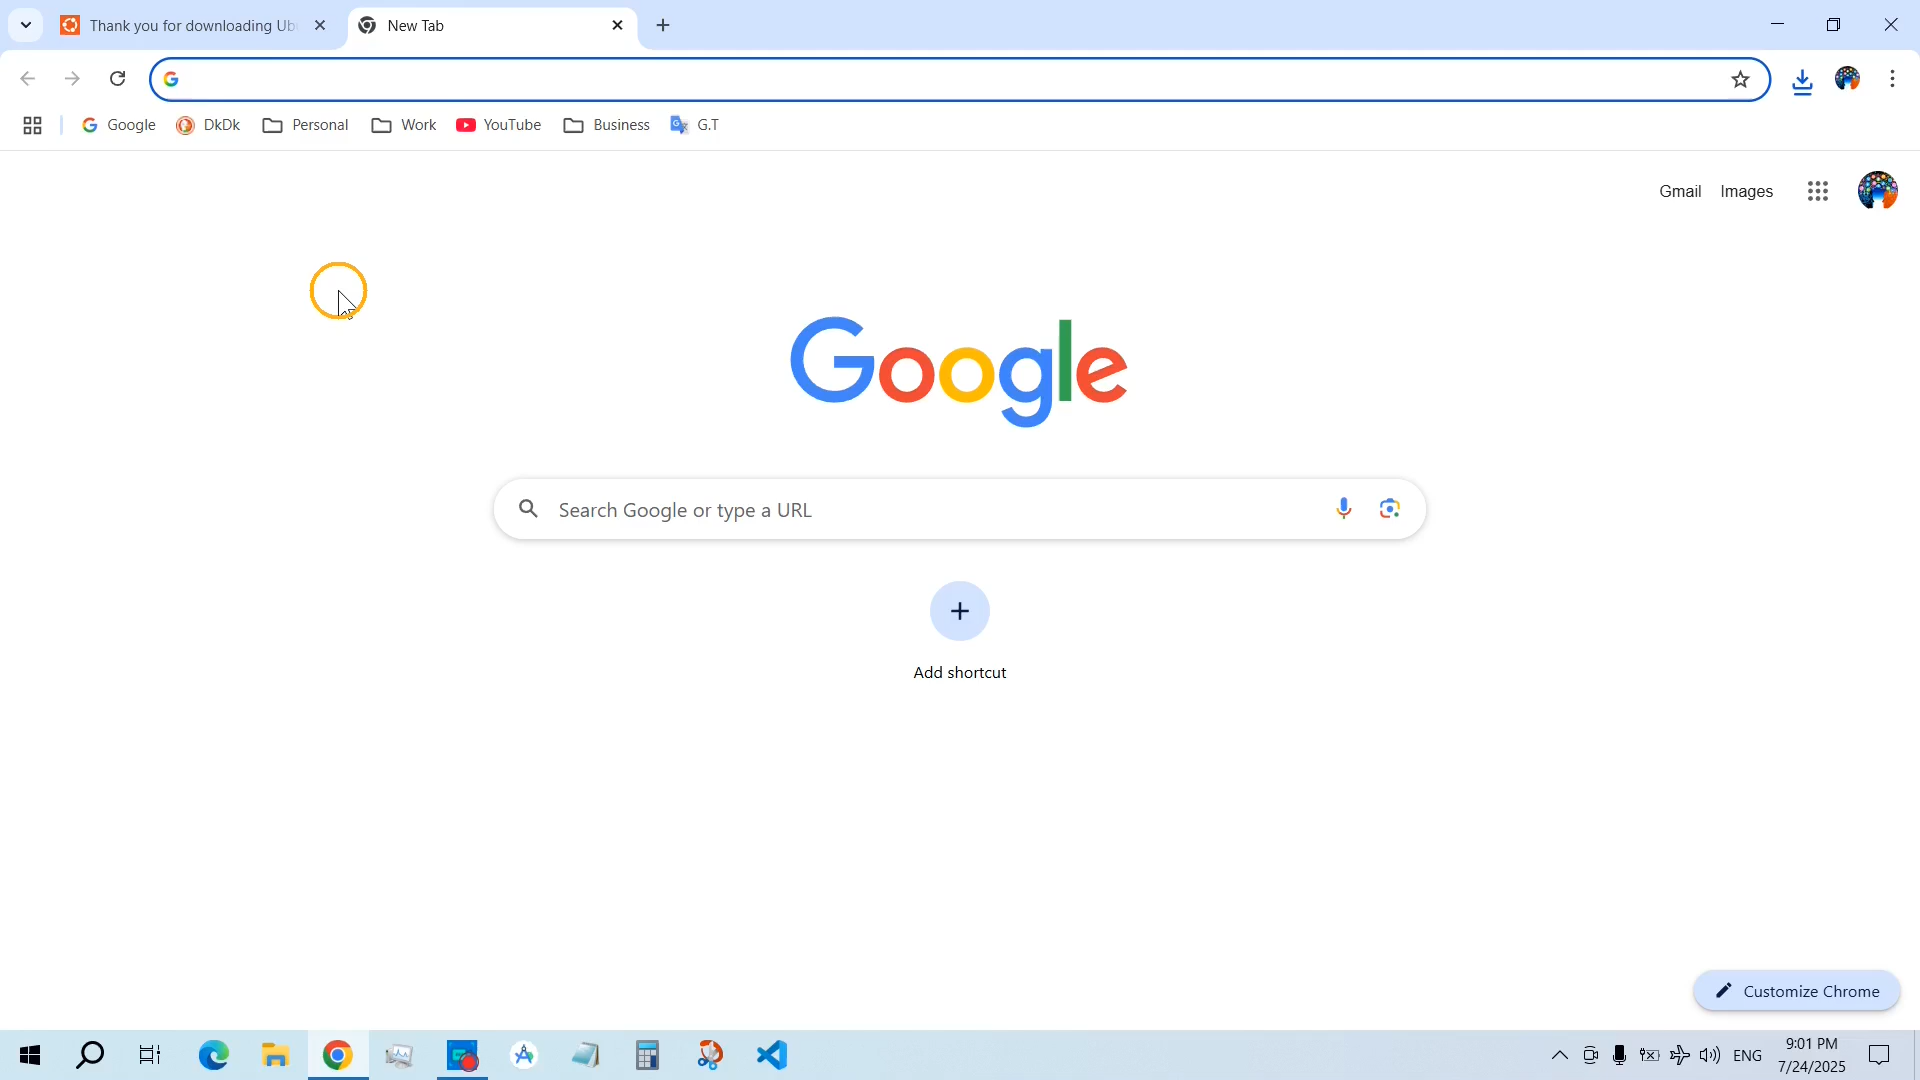 Thank you for downloading Ub
New Tab
Google
DkDk
Personal
Work
YouTube
Business
G.T
Gmail
Images
Google
Search Google or type a URL
Add shortcut
Customize Chrome
ENG
9:01 PM
7/24/2025